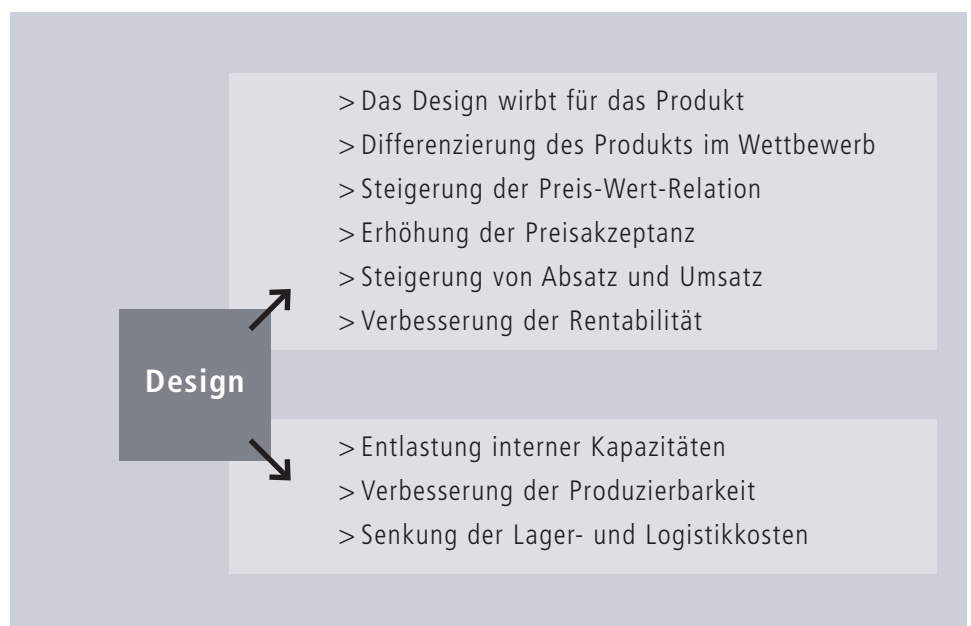 > Das Design wirbt für das Produkt
> Differenzierung des Produkts im Wettbewerb
> Steigerung der Preis-Wert-Relation
> Erhöhung der Preisakzeptanz
> Steigerung von Absatz und Umsatz
> Verbesserung der Rentabilität
Design
> Entlastung interner Kapazitäten
> Verbesserung der Produzierbarkeit
> Senkung der Lager- und Logistikkosten